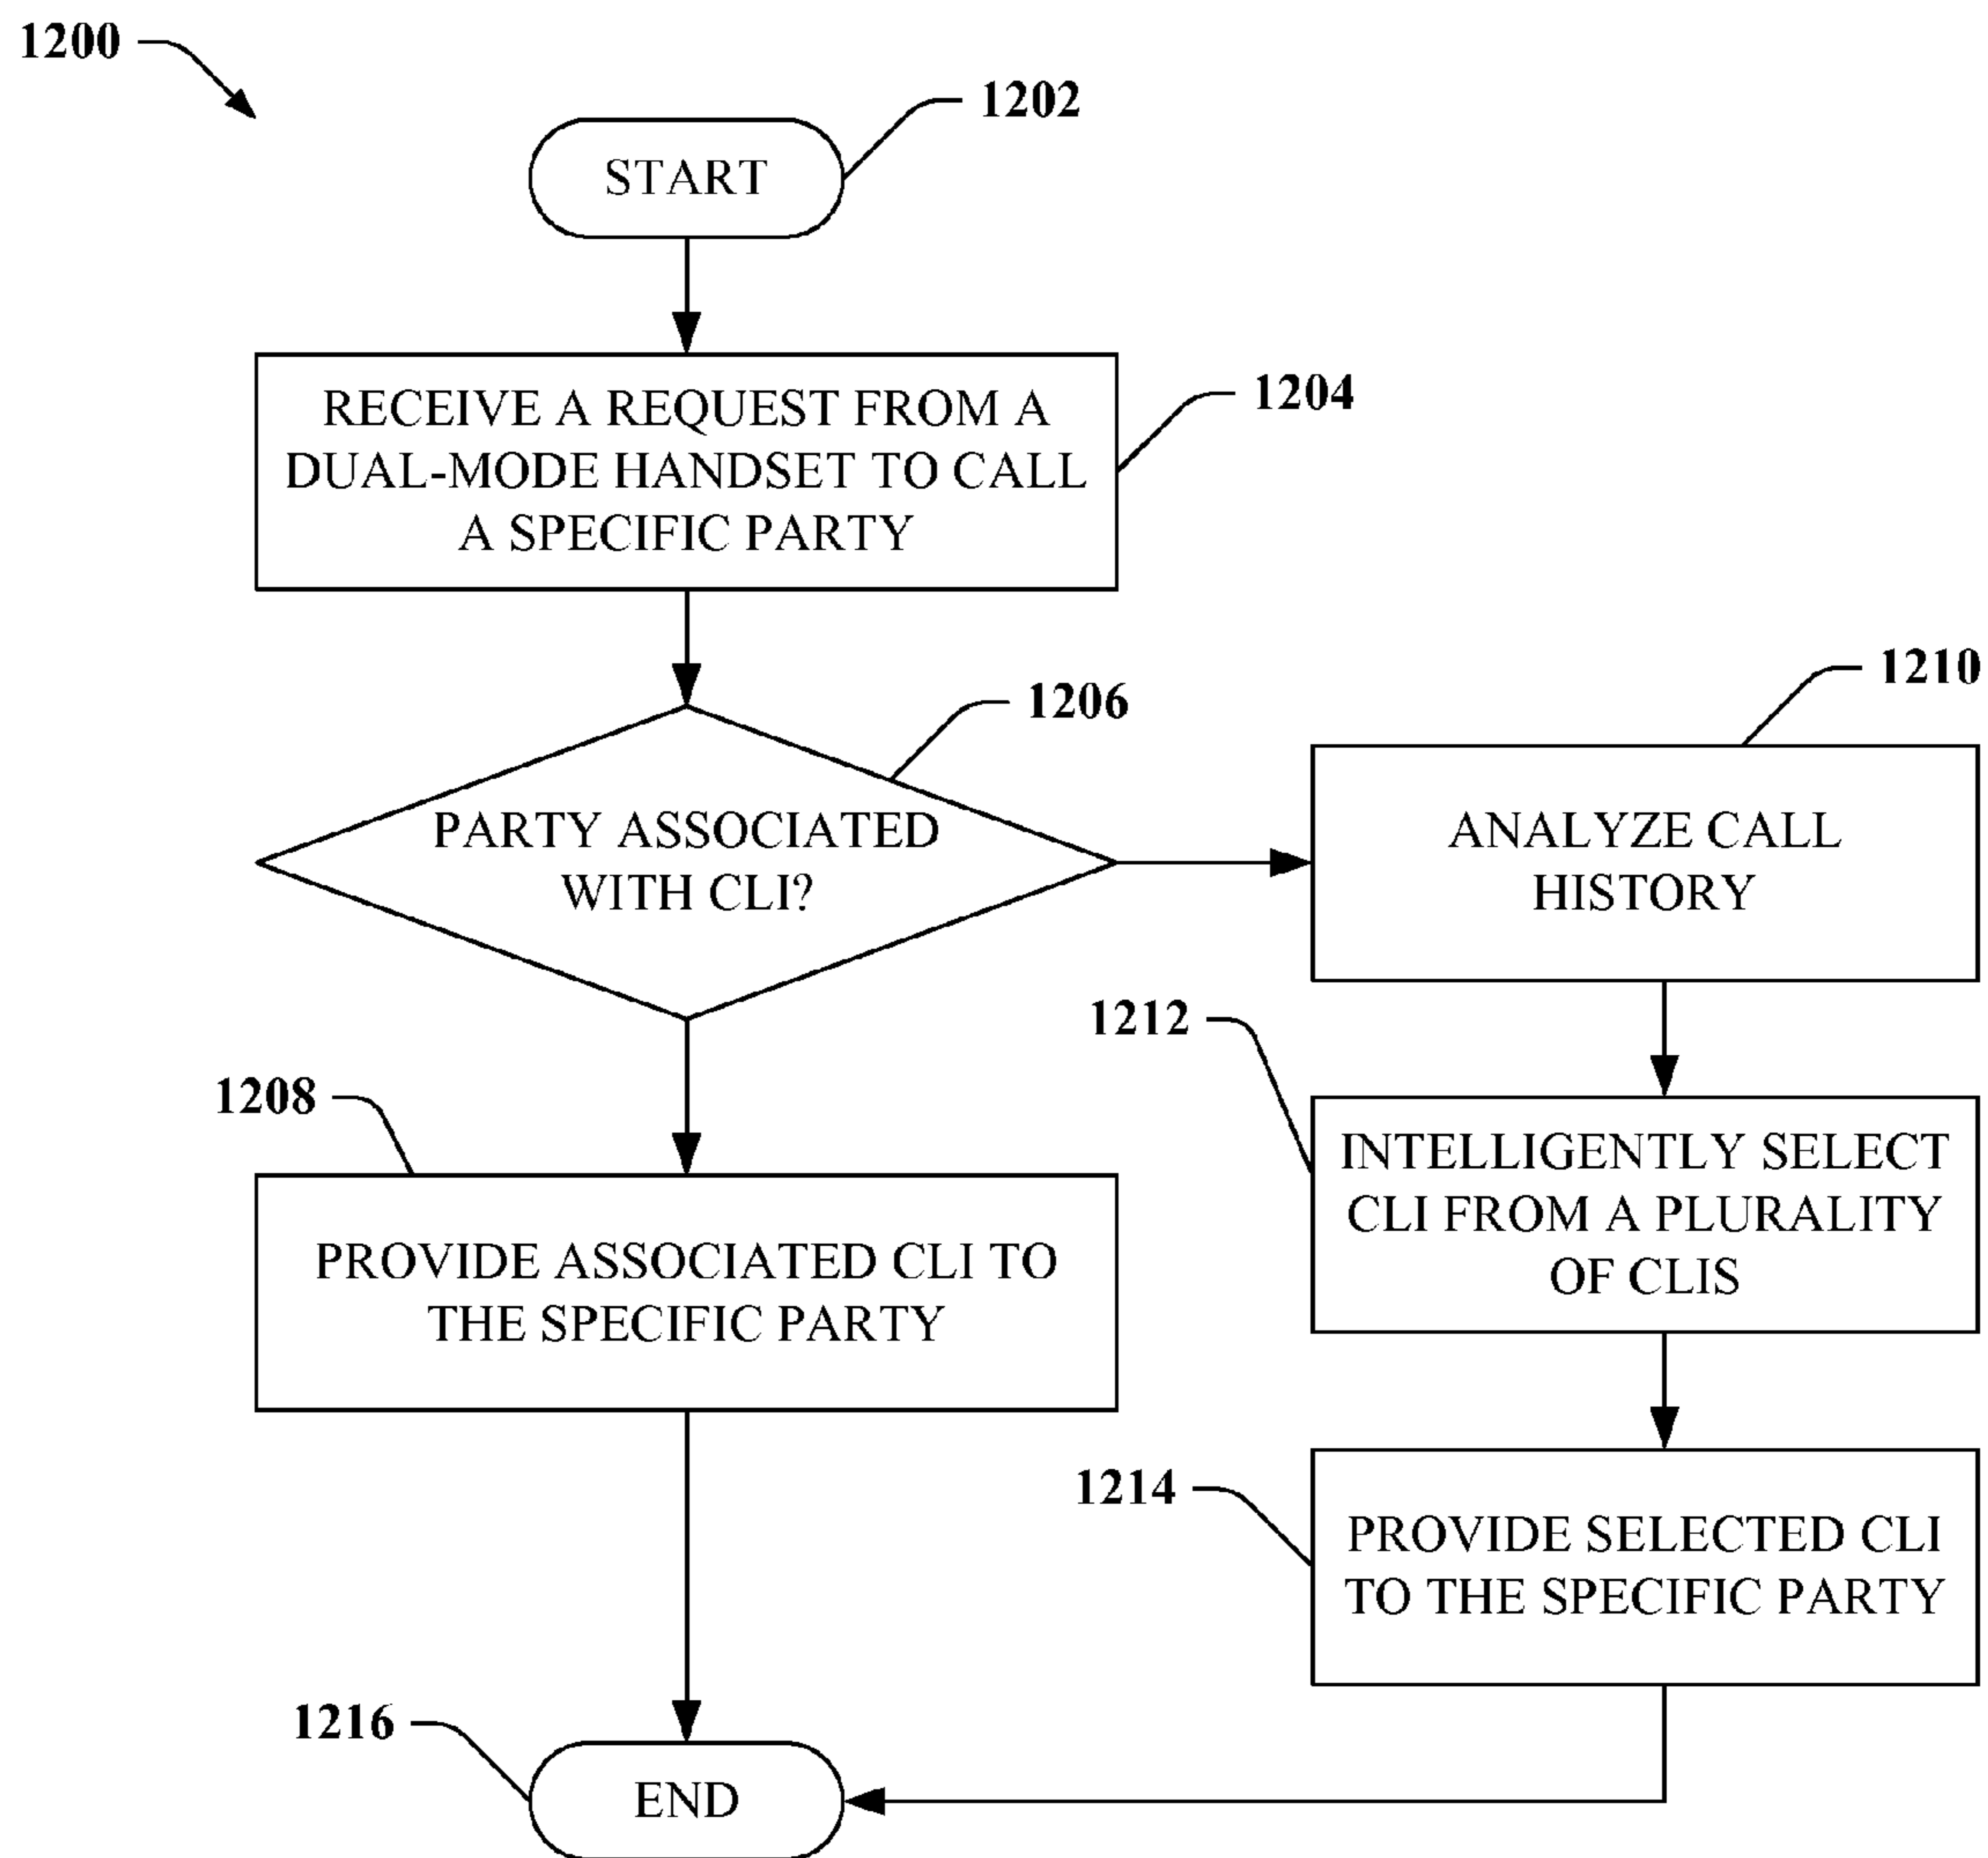 1200
1202
START
RECEIVE A REQUEST FROM A
DUAL-MODE HANDSET TO CALL
A SPECIFIC PARTY
1204
1206
PARTY ASSOCIATED
WITH CLI?
1210
ANALYZE CALL
HISTORY
1208
PROVIDE ASSOCIATED CLI TO
THE SPECIFIC PARTY
1212
INTELLIGENTLY SELECT
CLI FROM A PLURALITY
OF CLIS
1214
PROVIDE SELECTED CLI
TO THE SPECIFIC PARTY
1216
END